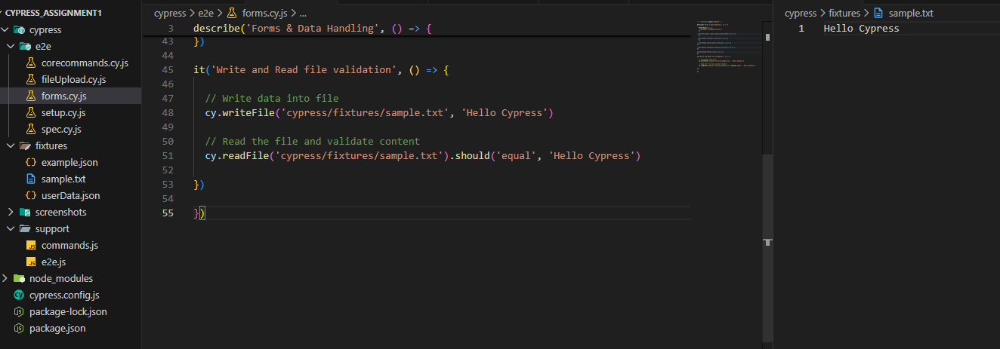 CYPRESS_ASSIGNMENT1
cypress
e2e
corecommands.cy.js
fileUpload.cy.js
forms.cy.js
setup.cy.js
spec.cy.js
fixtures
example.json
sample.txt
userData.json
screenshots
support
commands.js
e2e.js
node_modules
cypress.config.js
package-lock.json
package.json
cypress > e2e > forms.cy.js > ...
3 describe('Forms & Data Handling', () => {
43 })
44
45 it('Write and Read file validation', () => {
46
47 // Write data into file
48 cy.writeFile('cypress/fixtures/sample.txt', 'Hello Cypress')
49
50 // Read the file and validate content
51 cy.readFile('cypress/fixtures/sample.txt').should('equal', 'Hello Cypress')
52
53 })
54
55 })
cypress > fixtures > sample.txt
1 Hello Cypress